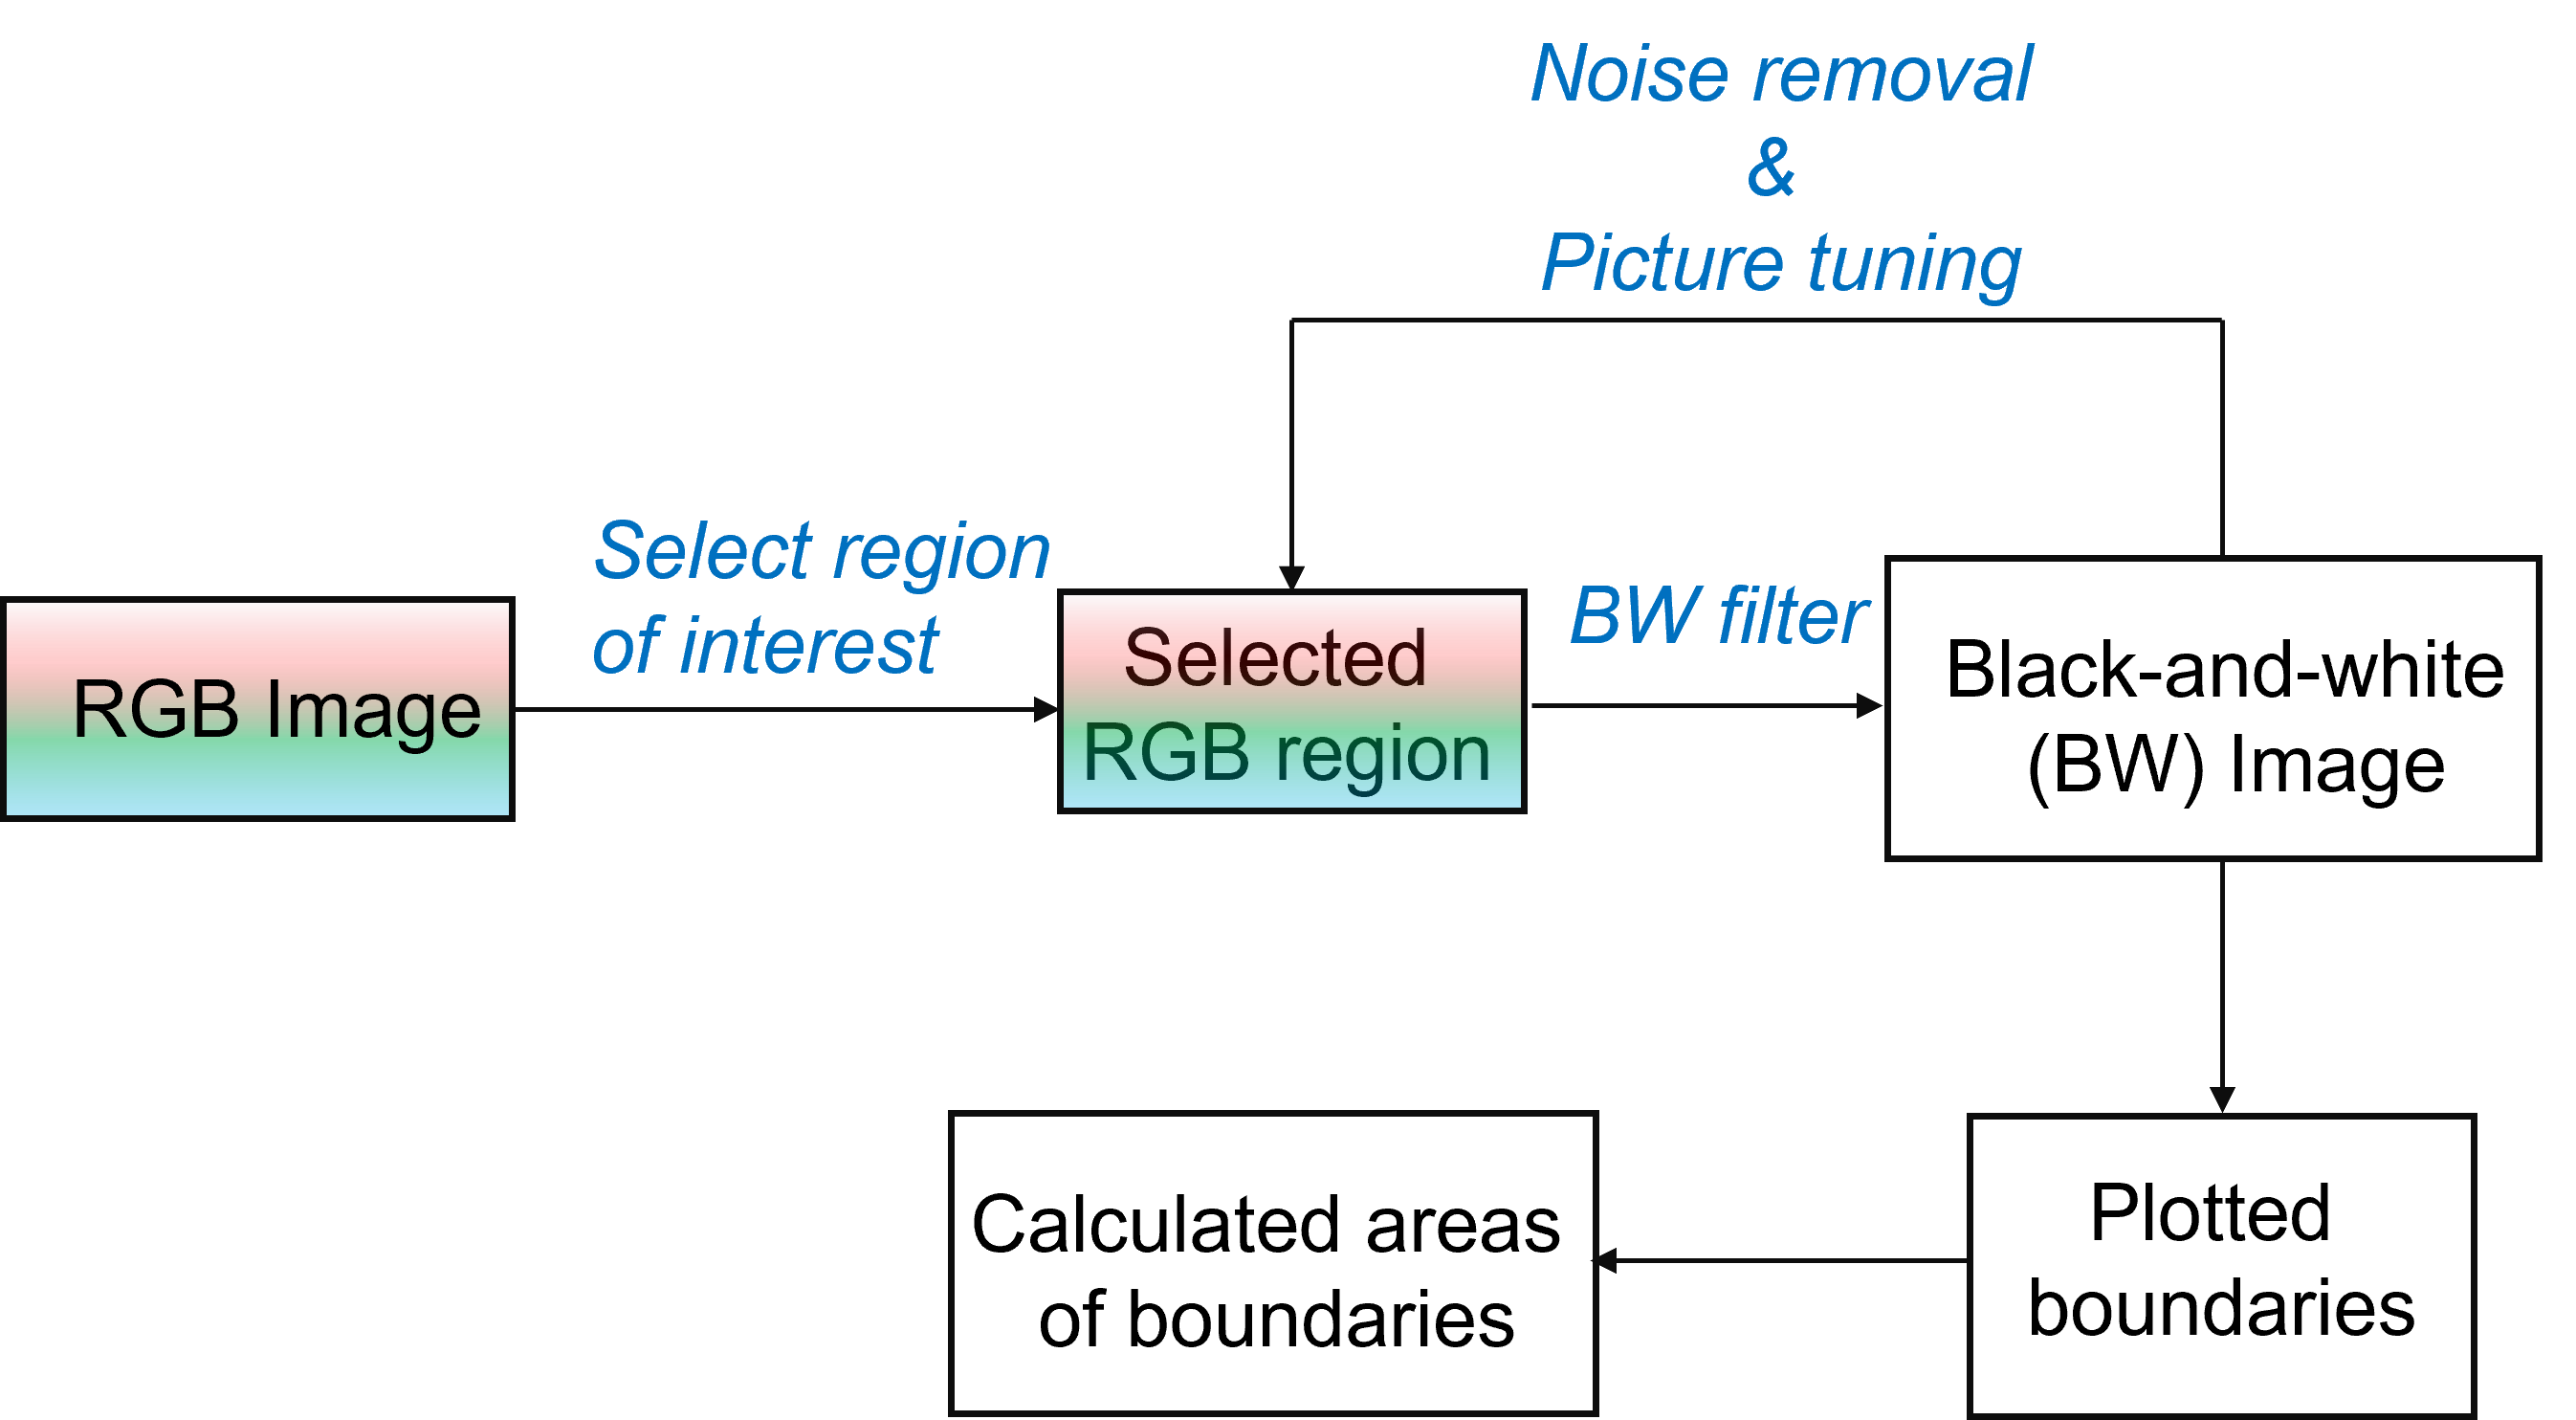 Noise removal
&
Picture tuning
Select region
of interest
RGB Image
Selected
RGB region
BW filter
Black-and-white
(BW) Image
Calculated areas
of boundaries
Plotted
boundaries